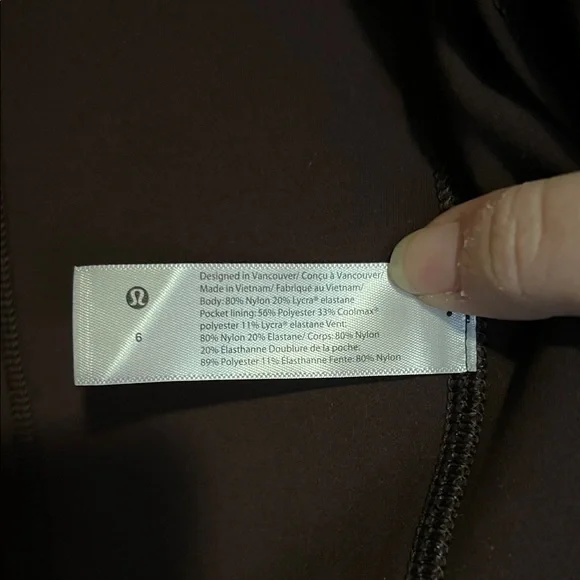 Designed in Vancouver/ Conçu à Vancouver/
Made in Vietnam/ Fabriqué au Vietnam/
Body: 80% Nylon 20% Lycra® elastane
Pocket lining: 56% Polyester 33% Coolmax®
polyester 11% Lycra® elastane Vent:
80% Nylon 20% Elastane/ Corps: 80% Nylon
20% Élasthanne Doublure de la poche:
89% Polyester 11% Élasthanne Fente: 80% Nylon
6